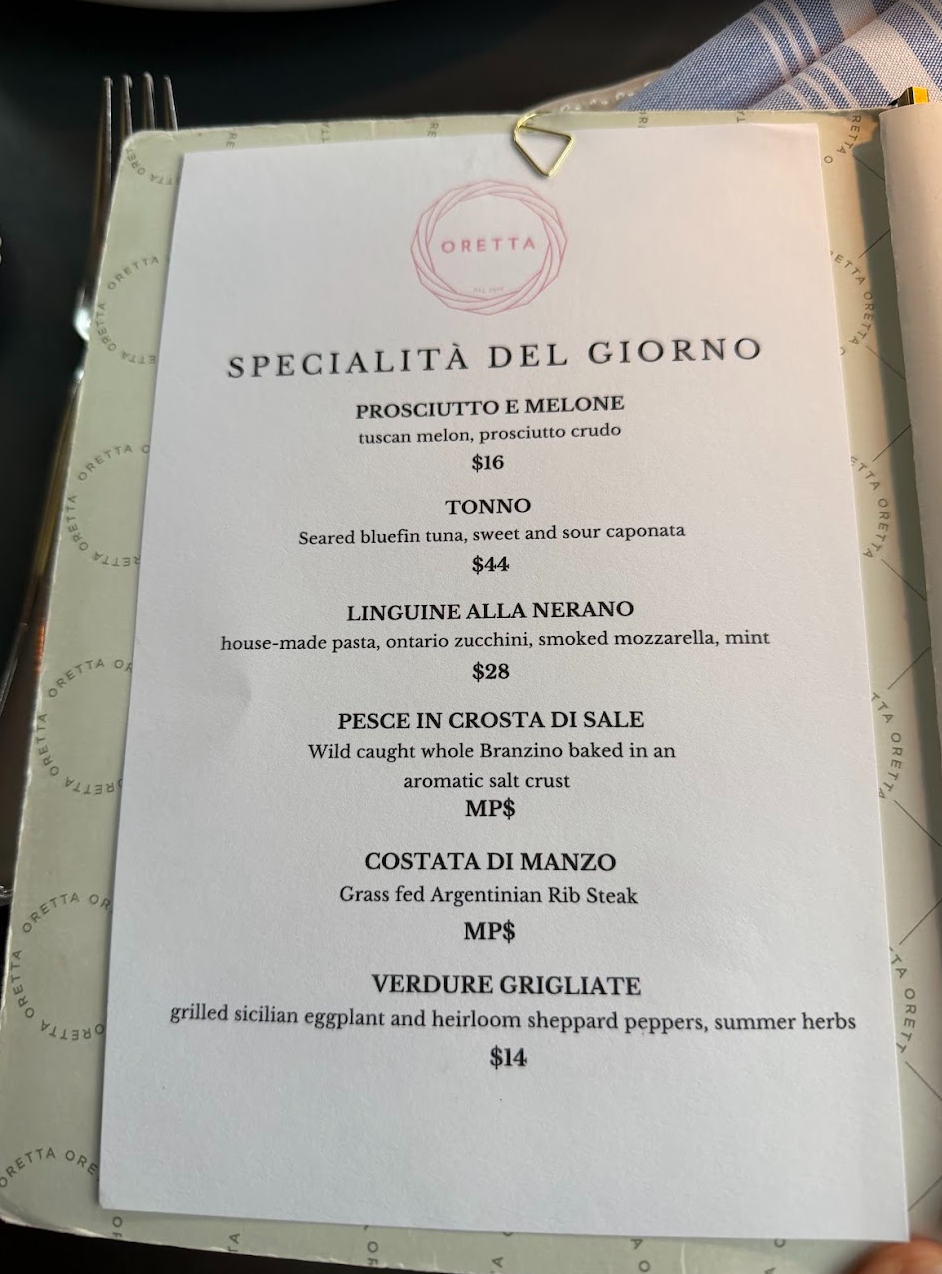 ORETTA
SPECIALITÀ DEL GIORNO
PROSCIUTTO E MELONE
tuscan melon, prosciutto crudo
$16
TONNO
Seared bluefin tuna, sweet and sour caponata
$44
LINGUINE ALLA NERANO
house-made pasta, ontario zucchini, smoked mozzarella, mint
$28
PESCE IN CROSTA DI SALE
Wild caught whole Branzino baked in an
aromatic salt crust
MP$
COSTATA DI MANZO
Grass fed Argentinian Rib Steak
MP$
VERDURE GRIGLIATE
grilled sicilian eggplant and heirloom sheppard peppers, summer herbs
$14